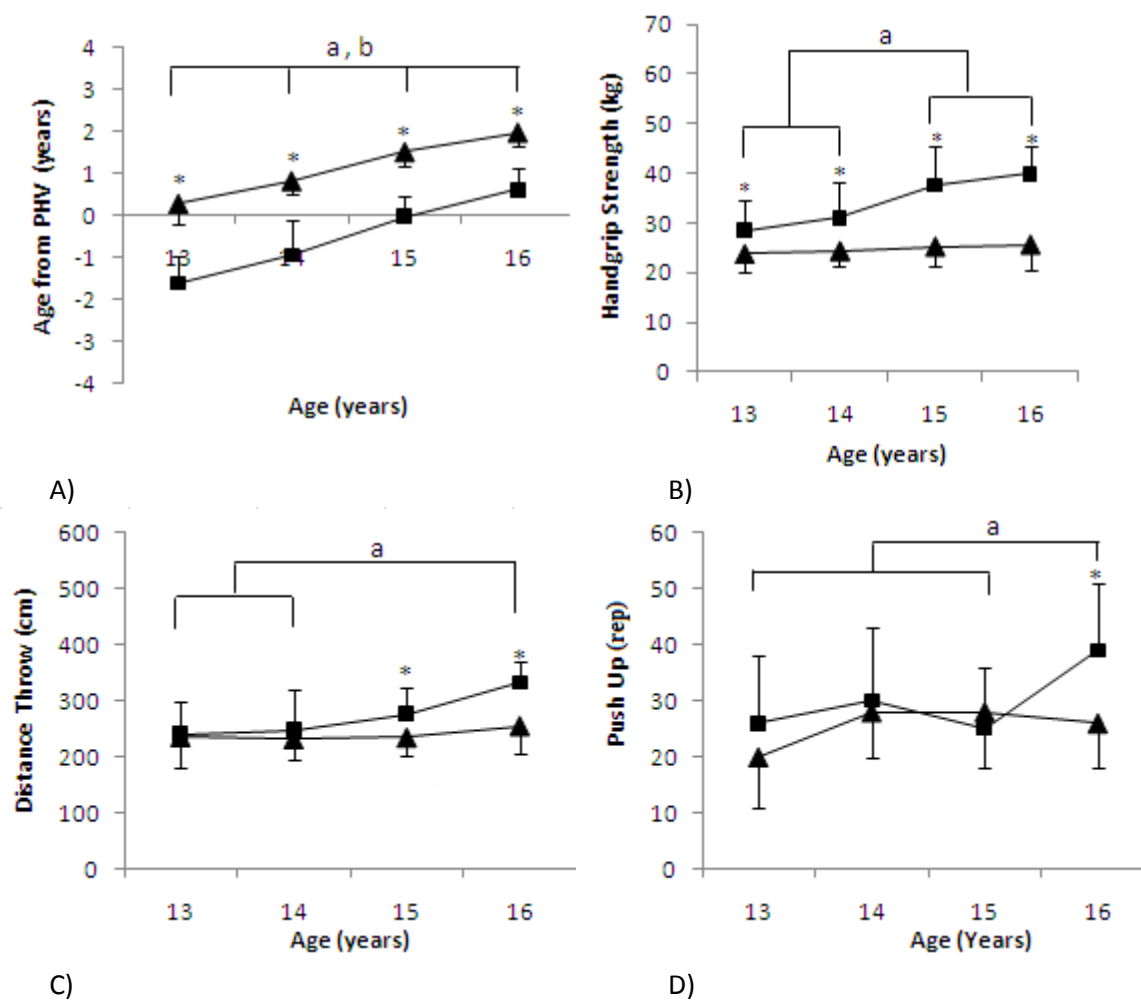 a , b
4
3
2
1
0
-1
-2
-3
-4
* * * *
13 14 15 16
Age from PHV (years)
Age (years)
A)
a
70
60
50
40
30
20
10
0
* * * *
13 14 15 16
Handgrip Strength (kg)
Age (years)
B)
a
600
500
400
300
200
100
0
* *
13 14 15 16
Distance Throw (cm)
Age (years)
C)
a
60
50
40
30
20
10
0
*
13 14 15 16
Push Up (rep)
Age (Years)
D)